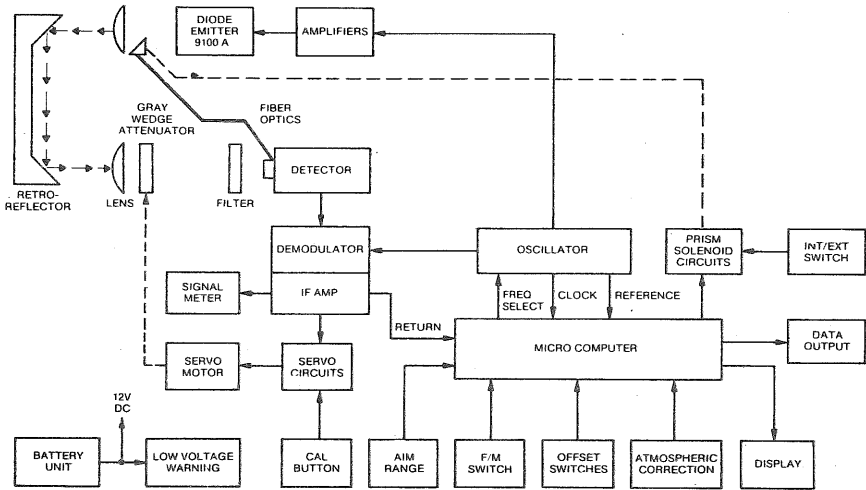 DIODE
EMITTER
9100 A
AMPLIFIERS
GRAY
WEDGE
ATTENUATOR
FIBER
OPTICS
RETRO-
REFLECTOR
LENS
FILTER
DETECTOR
DEMODULATOR
IF AMP
OSCILLATOR
PRISM
SOLENOID
CIRCUITS
INT/EXT
SWITCH
SIGNAL
METER
FREQ
SELECT
CLOCK
REFERENCE
RETURN
MICRO COMPUTER
DATA
OUTPUT
SERVO
MOTOR
SERVO
CIRCUITS
12V
DC
BATTERY
UNIT
LOW VOLTAGE
WARNING
CAL
BUTTON
AIM
RANGE
F/M
SWITCH
OFFSET
SWITCHES
ATMOSPHERIC
CORRECTION
DISPLAY